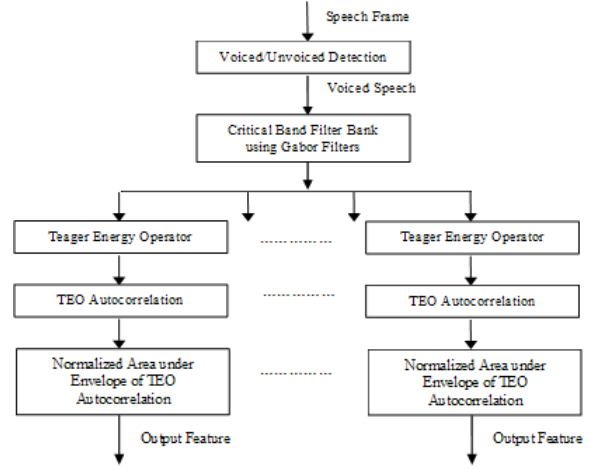 Speech Frame
Voiced/Unvoiced Detection
Voiced Speech
Critical Band Filter Bank
using Gabor Filters
Teager Energy Operator
...............
Teager Energy Operator
TEO Autocorrelation
...............
TEO Autocorrelation
Normalized Area under
Envelope of TEO
Autocorrelation
...............
Normalized Area under
Envelope of TEO
Autocorrelation
Output Feature
Output Feature